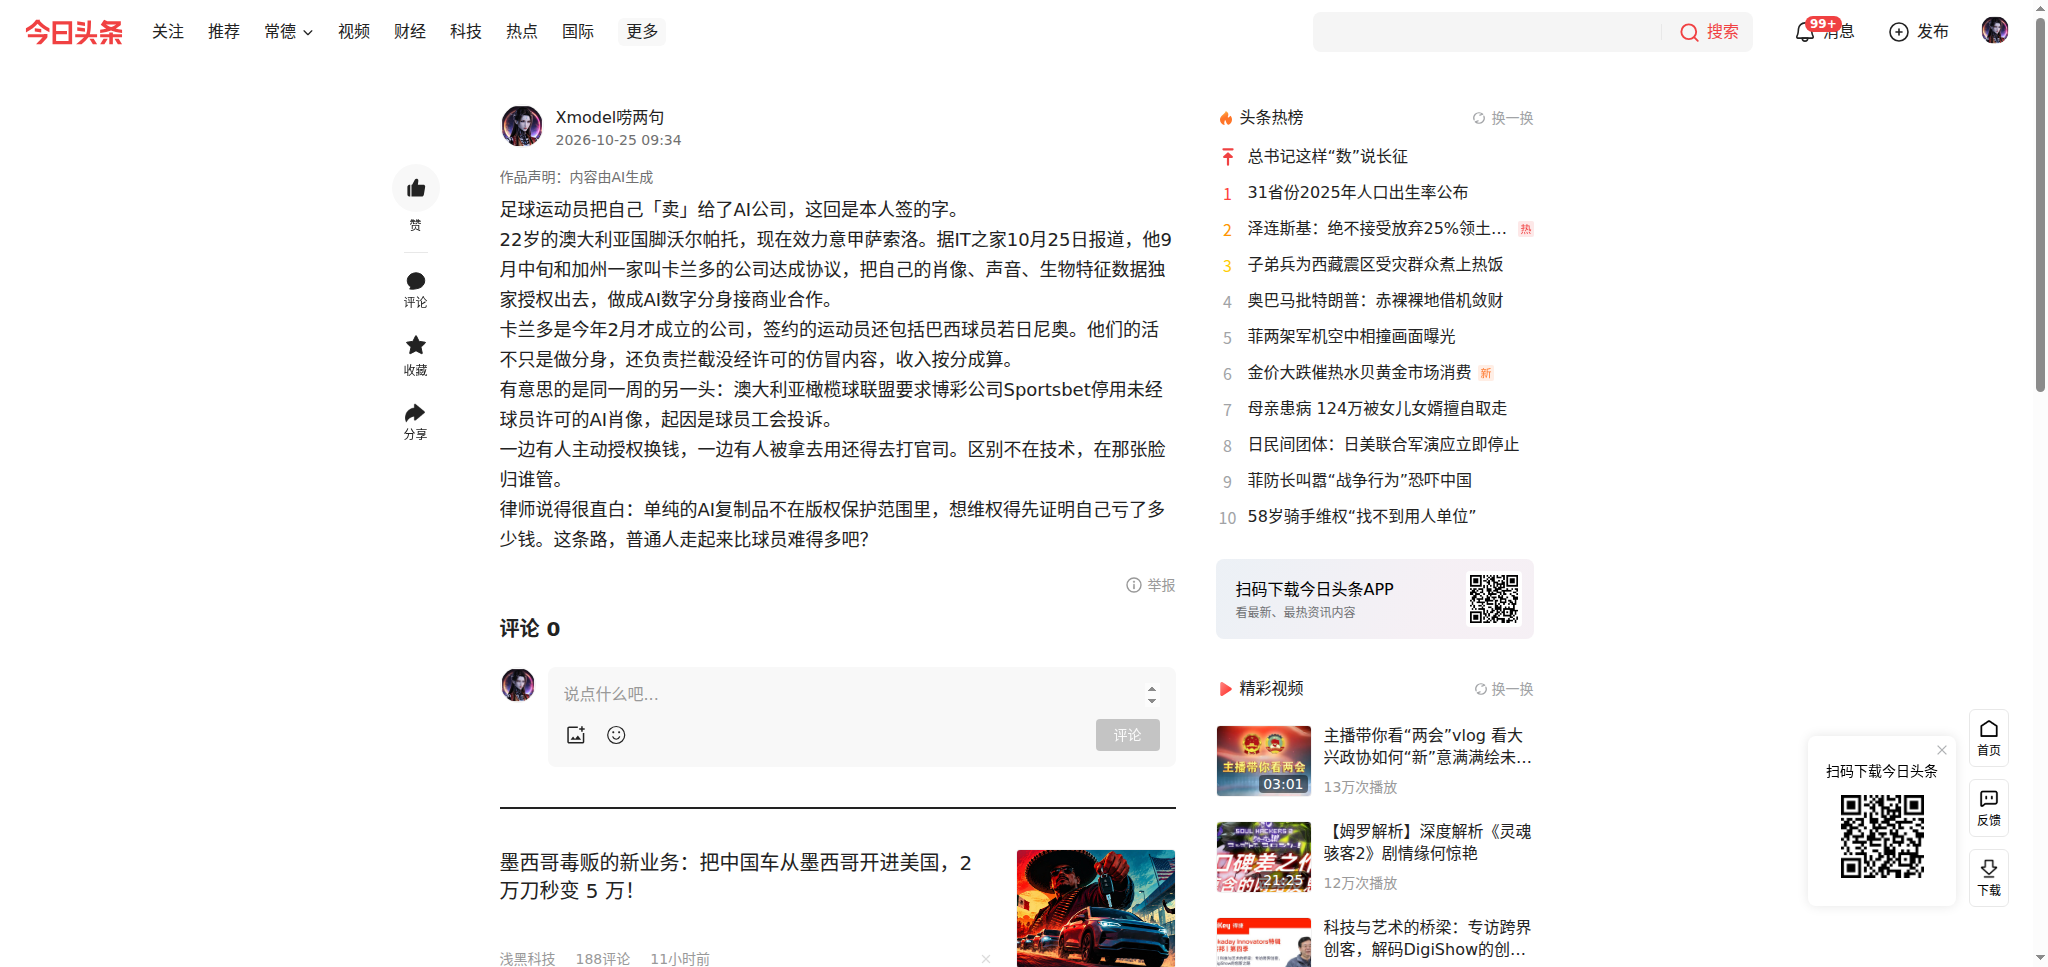 今日头条
关注
推荐
常德
视频
财经
科技
热点
国际
更多
搜索
99+
消息
发布
Xmodel唠两句
2026-10-25 09:34
作品声明：内容由AI生成
足球运动员把自己「卖」给了AI公司，这回是本人签的字。
22岁的澳大利亚国脚沃尔帕托，现在效力意甲萨索洛。据IT之家10月25日报道，他9
月中旬和加州一家叫卡兰多的公司达成协议，把自己的肖像、声音、生物特征数据独
家授权出去，做成AI数字分身接商业合作。
卡兰多是今年2月才成立的公司，签约的运动员还包括巴西球员若日尼奥。他们的活
不只是做分身，还负责拦截没经许可的仿冒内容，收入按分成算。
有意思的是同一周的另一头：澳大利亚橄榄球联盟要求博彩公司Sportsbet停用未经
球员许可的AI肖像，起因是球员工会投诉。
一边有人主动授权换钱，一边有人被拿去用还得去打官司。区别不在技术，在那张脸
归谁管。
律师说得很直白：单纯的AI复制品不在版权保护范围里，想维权得先证明自己亏了多
少钱。这条路，普通人走起来比球员难得多吧？
赞
评论
收藏
分享
举报
评论 0
说点什么吧...
评论
墨西哥毒贩的新业务：把中国车从墨西哥开进美国，2
万刀秒变 5 万！
浅黑科技
188评论
11小时前
头条热榜
换一换
总书记这样“数”说长征
1 31省份2025年人口出生率公布
2 泽连斯基：绝不接受放弃25%领土... 热
3 子弟兵为西藏震区受灾群众煮上热饭
4 奥巴马批特朗普：赤裸裸地借机敛财
5 菲两架军机空中相撞画面曝光
6 金价大跌催热水贝黄金市场消费 新
7 母亲患病 124万被女儿女婿擅自取走
8 日民间团体：日美联合军演应立即停止
9 菲防长叫嚣“战争行为”恐吓中国
10 58岁骑手维权“找不到用人单位”
扫码下载今日头条APP
看最新、最热资讯内容
精彩视频
换一换
主播带你看两会
03:01
主播带你看“两会”vlog 看大
兴政协如何“新”意满满绘未...
13万次播放
SOUL HACKERS 2
口碑差之作
21:25
【姆罗解析】深度解析《灵魂
骇客2》剧情缘何惊艳
12万次播放
科技与艺术的桥梁：专访跨界
创客，解码DigiShow的创...
扫码下载今日头条
首页
反馈
下载